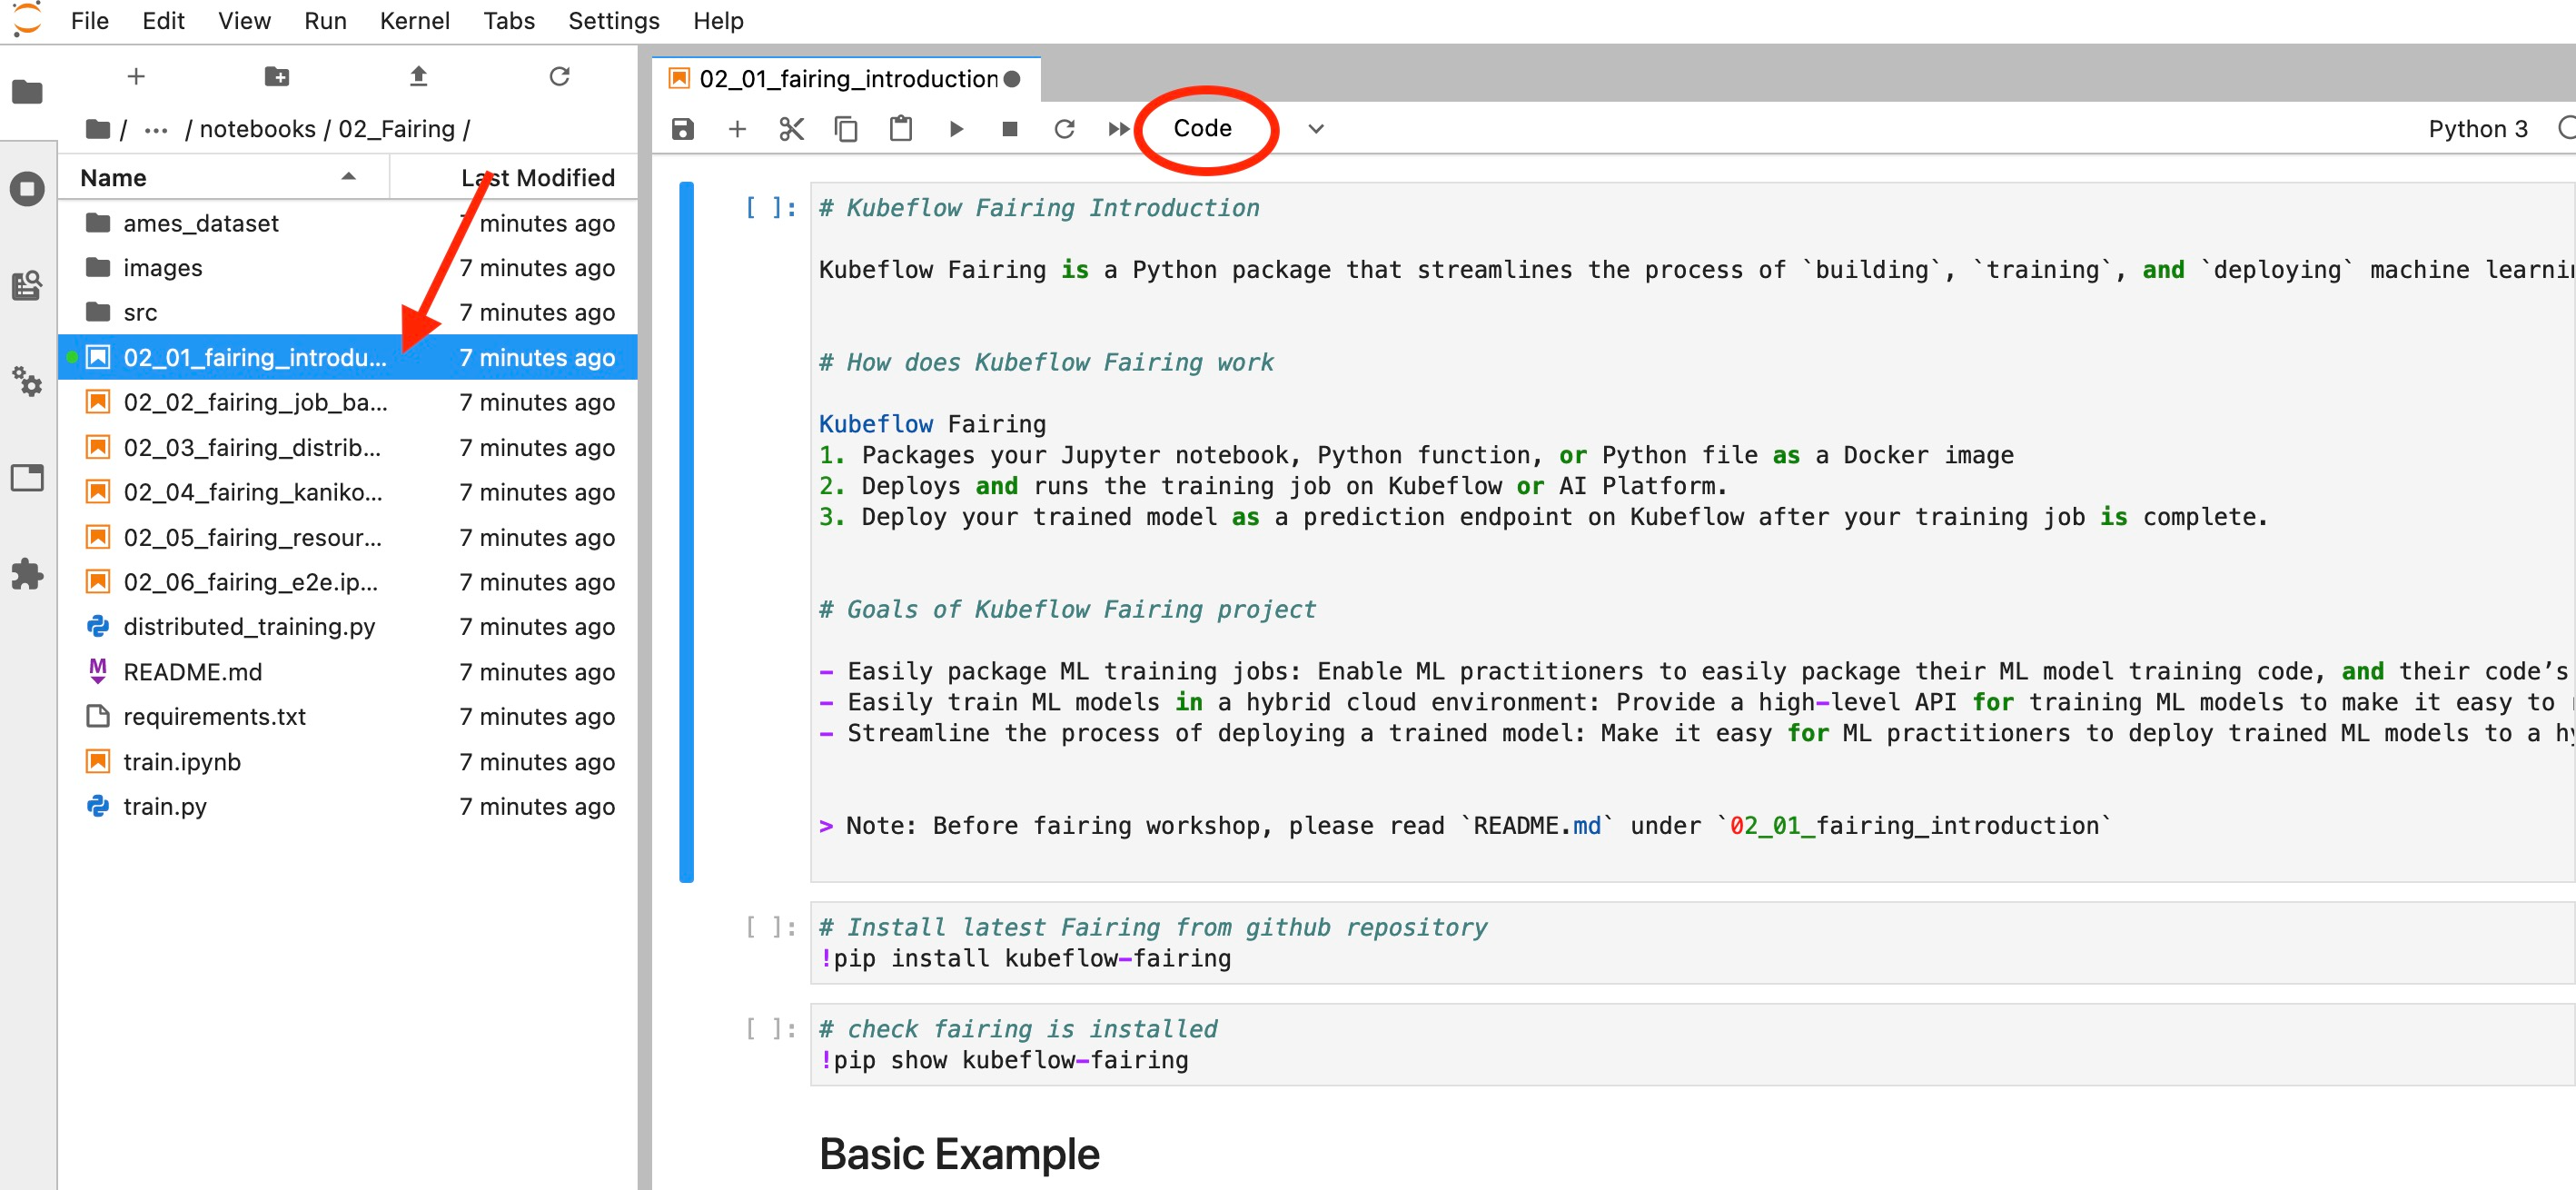 File Edit View Run Kernel Tabs Settings Help
02_01_fairing_introduction
/ ... / notebooks / 02_Fairing /
Code
Python 3
Name Last Modified
ames_dataset 7 minutes ago
images 7 minutes ago
src 7 minutes ago
02_01_fairing_introdu... 7 minutes ago
02_02_fairing_job_ba... 7 minutes ago
02_03_fairing_distrib... 7 minutes ago
02_04_fairing_kaniko... 7 minutes ago
02_05_fairing_resour... 7 minutes ago
02_06_fairing_e2e.ip... 7 minutes ago
distributed_training.py 7 minutes ago
README.md 7 minutes ago
requirements.txt 7 minutes ago
train.ipynb 7 minutes ago
train.py 7 minutes ago
[ ]: # Kubeflow Fairing Introduction
Kubeflow Fairing is a Python package that streamlines the process of `building`, `training`, and `deploying` machine learni
# How does Kubeflow Fairing work
Kubeflow Fairing
1. Packages your Jupyter notebook, Python function, or Python file as a Docker image
2. Deploys and runs the training job on Kubeflow or AI Platform.
3. Deploy your trained model as a prediction endpoint on Kubeflow after your training job is complete.
# Goals of Kubeflow Fairing project
- Easily package ML training jobs: Enable ML practitioners to easily package their ML model training code, and their code’s
- Easily train ML models in a hybrid cloud environment: Provide a high-level API for training ML models to make it easy to
- Streamline the process of deploying a trained model: Make it easy for ML practitioners to deploy trained ML models to a hy
> Note: Before fairing workshop, please read `README.md` under `02_01_fairing_introduction`
[ ]: # Install latest Fairing from github repository
!pip install kubeflow-fairing
[ ]: # check fairing is installed
!pip show kubeflow-fairing
Basic Example